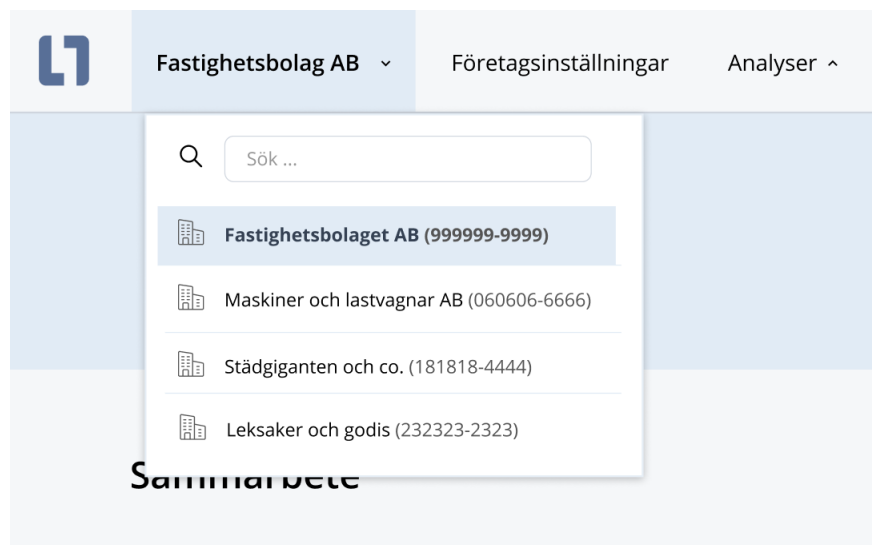 Fastighetsbolag AB Företagsinställningar Analyser
Sök ...
Fastighetsbolaget AB (999999-9999)
Maskiner och lastvagnar AB (060606-6666)
Städgiganten och co. (181818-4444)
Leksaker och godis (232323-2323)
Sammarbete